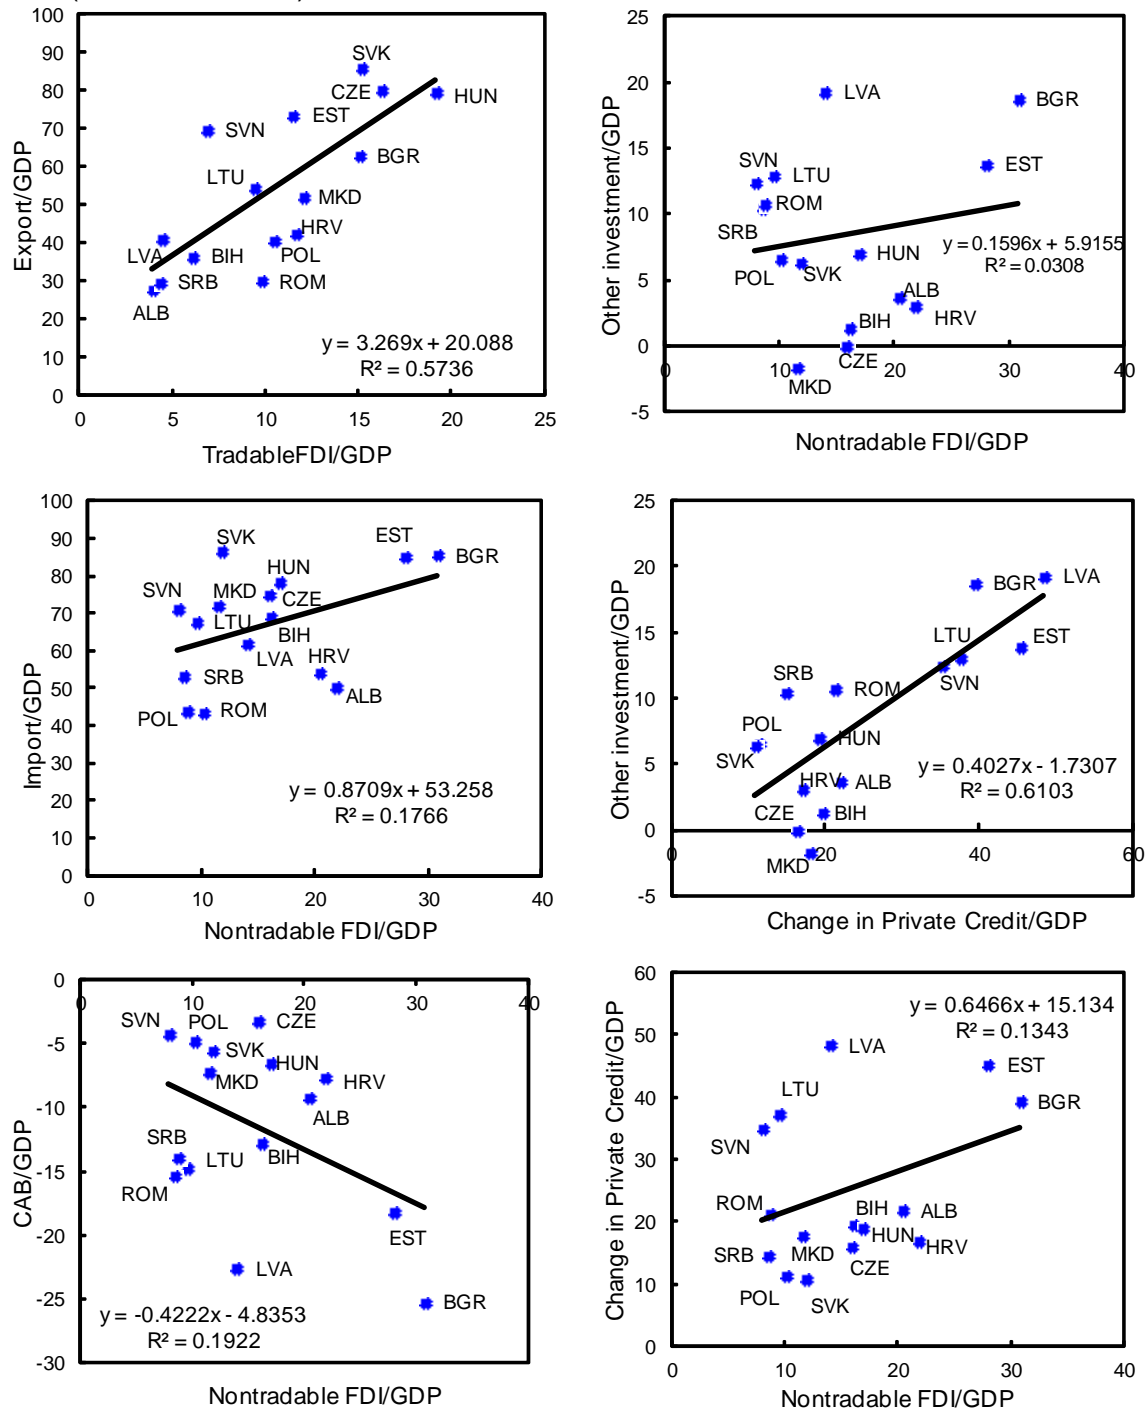 100
90
80
70
60
50
40
30
20
10
0
Export/GDP
SVK
CZE
HUN
EST
SVN
BGR
LTU
MKD
HRV
LVA
BIH
POL
SRB
ROM
ALB
y = 3.269x + 20.088
R² = 0.5736
0 5 10 15 20 25
TradableFDI/GDP
25
20
15
10
5
0
-5
Other investment/GDP
LVA
BGR
SVN
LTU
EST
ROM
SRB
y = 0.1596x + 5.9155
R² = 0.0308
HUN
POL
SVK
ALB
HRV
BIH
CZE
MKD
0 10 20 30 40
Nontradable FDI/GDP
100
90
80
70
60
50
40
30
20
10
0
Import/GDP
SVK
EST
BGR
HUN
SVN
MKD
CZE
LTU
BIH
LVA
HRV
SRB
ALB
POL
ROM
y = 0.8709x + 53.258
R² = 0.1766
0 10 20 30 40
Nontradable FDI/GDP
25
20
15
10
5
0
-5
Other investment/GDP
BGR
LVA
LTU
EST
SVN
SRB
ROM
POL
HUN
SVK
y = 0.4027x - 1.7307
R² = 0.6103
HRV
ALB
CZE
BIH
MKD
0 20 40 60
Change in Private Credit/GDP
0
-5
-10
-15
-20
-25
-30
CAB/GDP
0 10 20 30 40
SVN
POL
CZE
SVK
HUN
MKD
HRV
ALB
SRB
LTU
BIH
ROM
EST
LVA
BGR
y = -0.4222x - 4.8353
R² = 0.1922
Nontradable FDI/GDP
60
50
40
30
20
10
0
Change in Private Credit/GDP
y = 0.6466x + 15.134
R² = 0.1343
LVA
EST
LTU
BGR
SVN
ROM
BIH
ALB
SRB
MKD
HUN
HRV
CZE
POL
SVK
0 10 20 30 40
Nontradable FDI/GDP